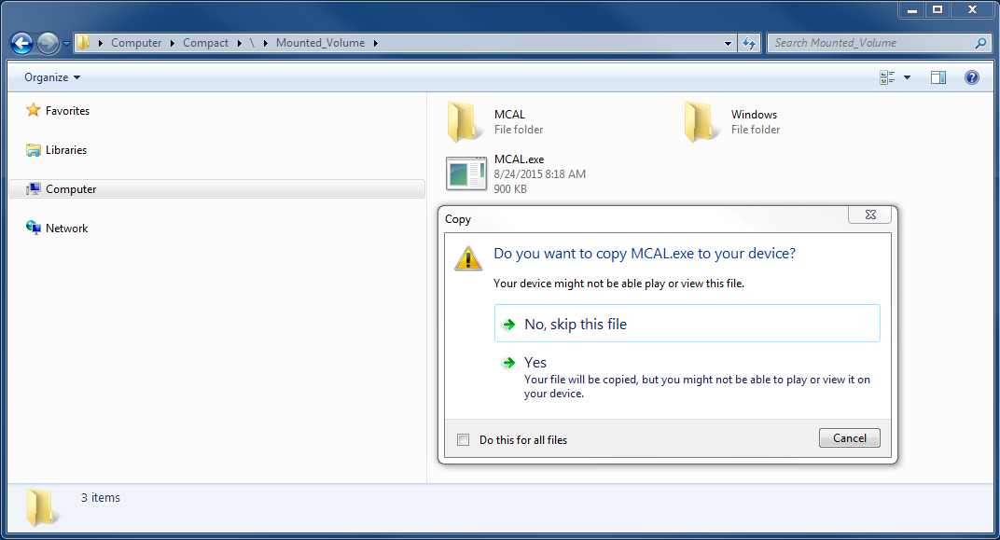 Computer Compact \ Mounted_Volume
Search Mounted_Volume
Organize
Favorites
Libraries
Computer
Network
MCAL
File folder
Windows
File folder
MCAL.exe
8/24/2015 8:18 AM
900 KB
Copy
Do you want to copy MCAL.exe to your device?
Your device might not be able play or view this file.
No, skip this file
Yes
Your file will be copied, but you might not be able to play or view it on
your device.
Do this for all files
Cancel
3 items